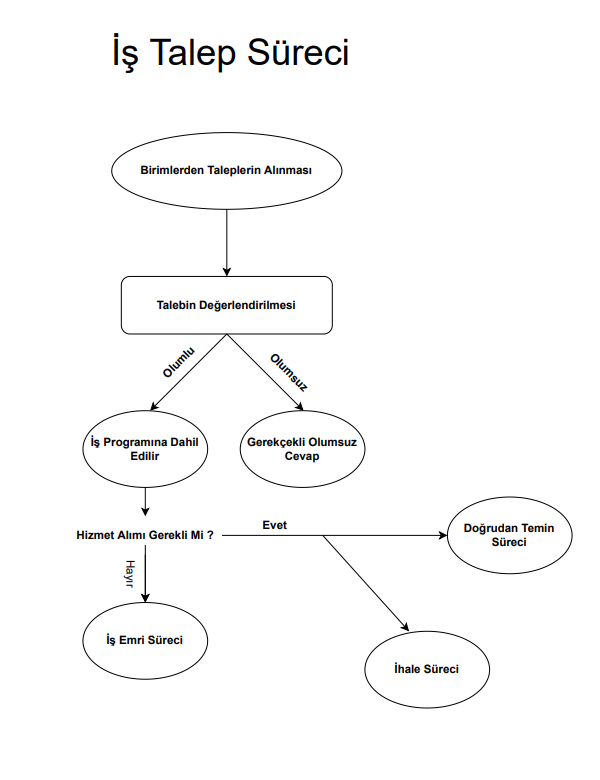 İş Talep Süreci
Birimlerden Taleplerin Alınması
Talebin Değerlendirilmesi
Olumlu
Olumsuz
İş Programına Dahil
Edilir
Gerekçekli Olumsuz
Cevap
Hizmet Alımı Gerekli Mi ?
Evet
Doğrudan Temin
Süreci
Hayır
İş Emri Süreci
İhale Süreci